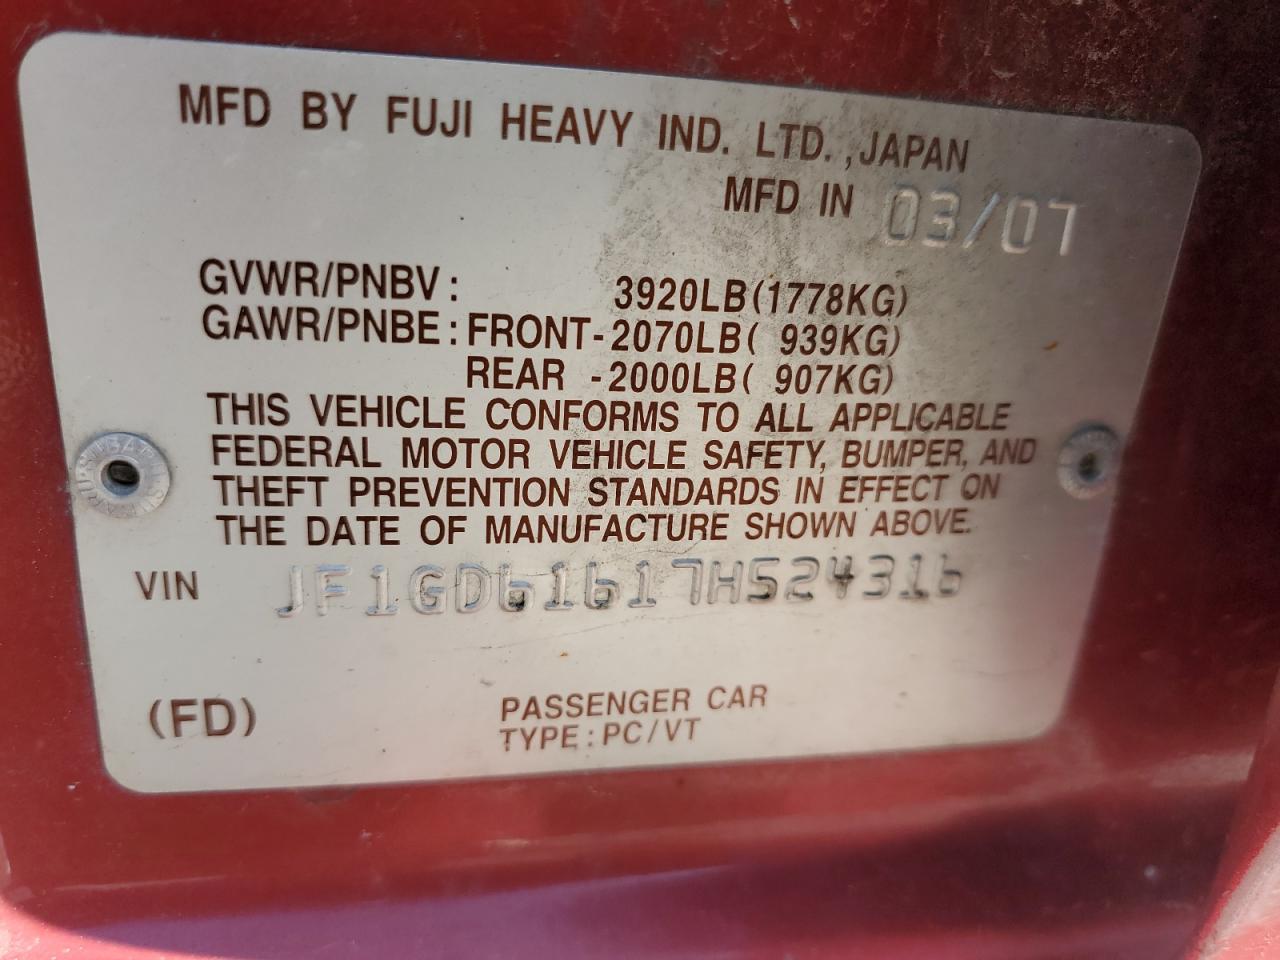 MFD BY FUJI HEAVY IND. LTD.,JAPAN
MFD IN 03/07
GVWR/PNBV: 3920LB(1778KG)
GAWR/PNBE:FRONT-2070LB( 939KG)
REAR -2000LB( 907KG)
THIS VEHICLE CONFORMS TO ALL APPLICABLE
FEDERAL MOTOR VEHICLE SAFETY, BUMPER, AND
THEFT PREVENTION STANDARDS IN EFFECT ON
THE DATE OF MANUFACTURE SHOWN ABOVE.
VIN JF1GD61617H524316
(FD)
PASSENGER CAR
TYPE:PC/VT